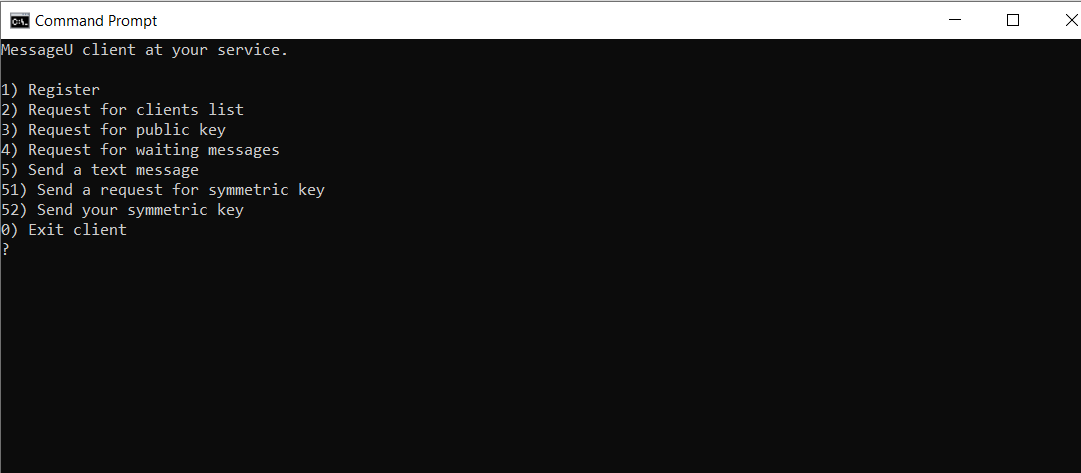 Command Prompt
MessageU client at your service.
1) Register
2) Request for clients list
3) Request for public key
4) Request for waiting messages
5) Send a text message
51) Send a request for symmetric key
52) Send your symmetric key
0) Exit client
?